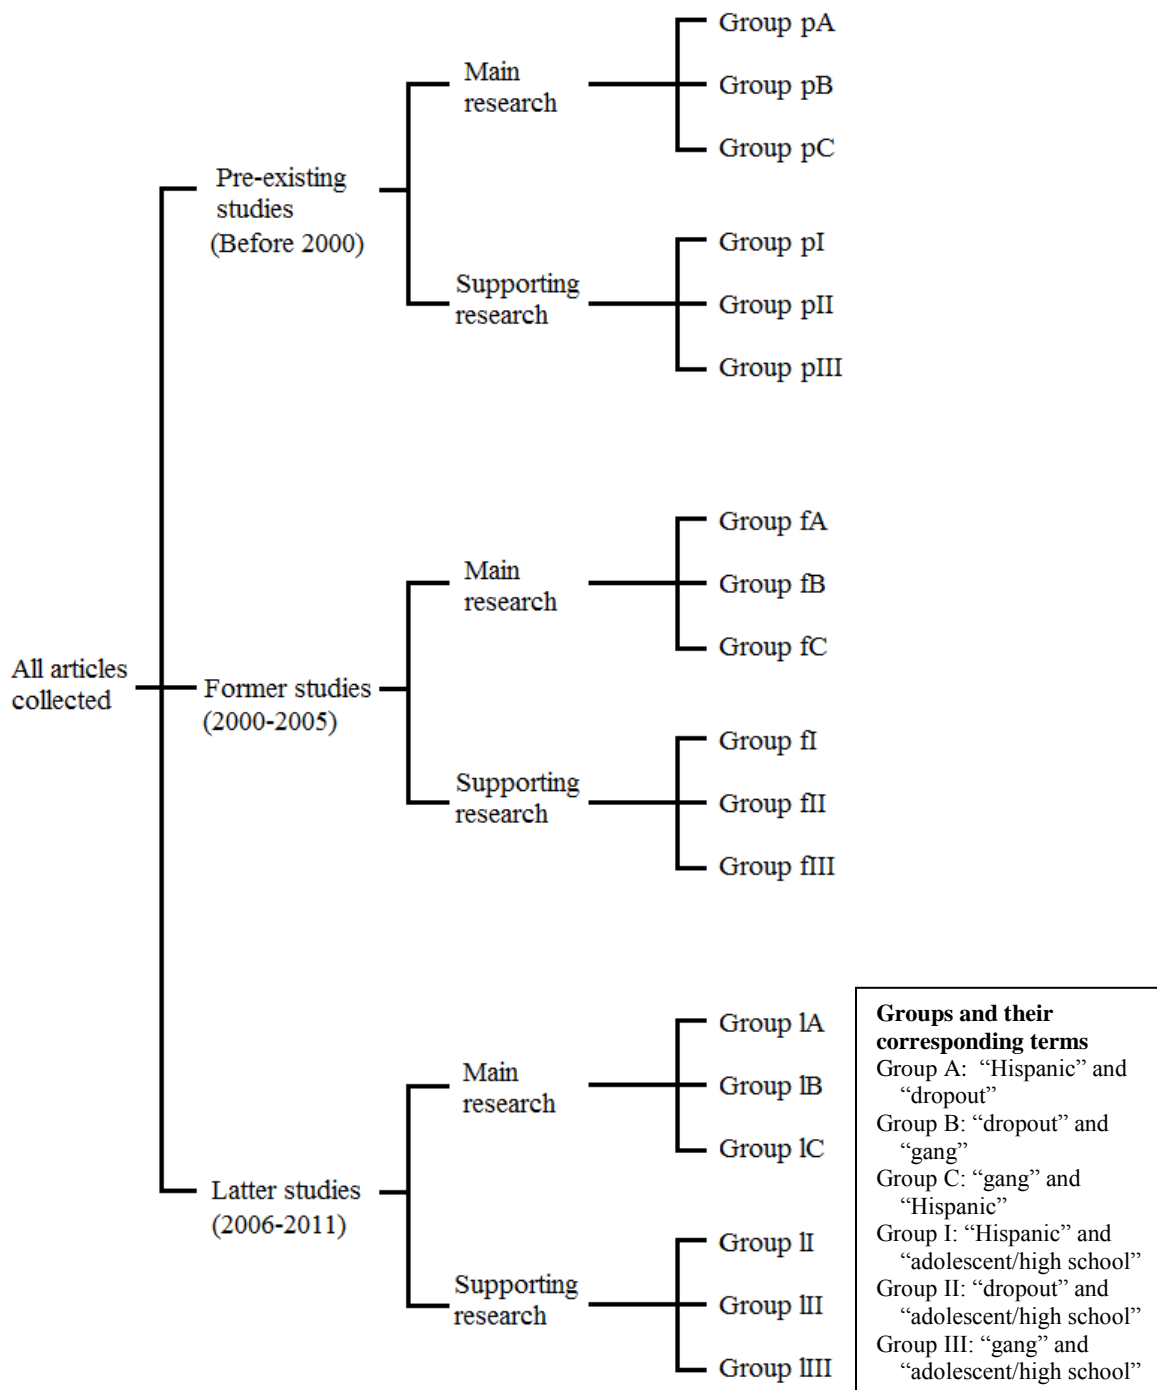 All articles
collected
Pre-existing
studies
(Before 2000)
Main
research
Group pA
Group pB
Group pC
Supporting
research
Group pI
Group pII
Group pIII
Former studies
(2000-2005)
Main
research
Group fA
Group fB
Group fC
Supporting
research
Group fI
Group fII
Group fIII
Latter studies
(2006-2011)
Main
research
Group lA
Group lB
Group lC
Supporting
research
Group lI
Group lII
Group lIII
Groups and their
corresponding terms
Group A:  “Hispanic” and
“dropout”
Group B: “dropout” and
“gang”
Group C: “gang” and
“Hispanic”
Group I: “Hispanic” and
“adolescent/high school”
Group II: “dropout” and
“adolescent/high school”
Group III: “gang” and
“adolescent/high school”